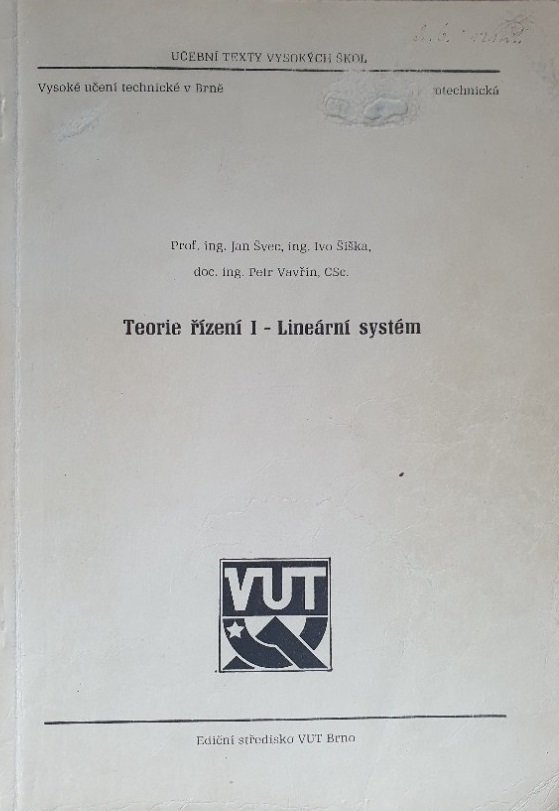 UČEBNÍ TEXTY VYSOKÝCH ŠKOL
Vysoké učení technické v Brně
otechnická
Prof. ing. Jan Švec, ing. Ivo Šiška,
doc. ing. Petr Vavřín, CSc.
Teorie řízení I - Lineární systém
VUT
Ediční středisko VUT Brno